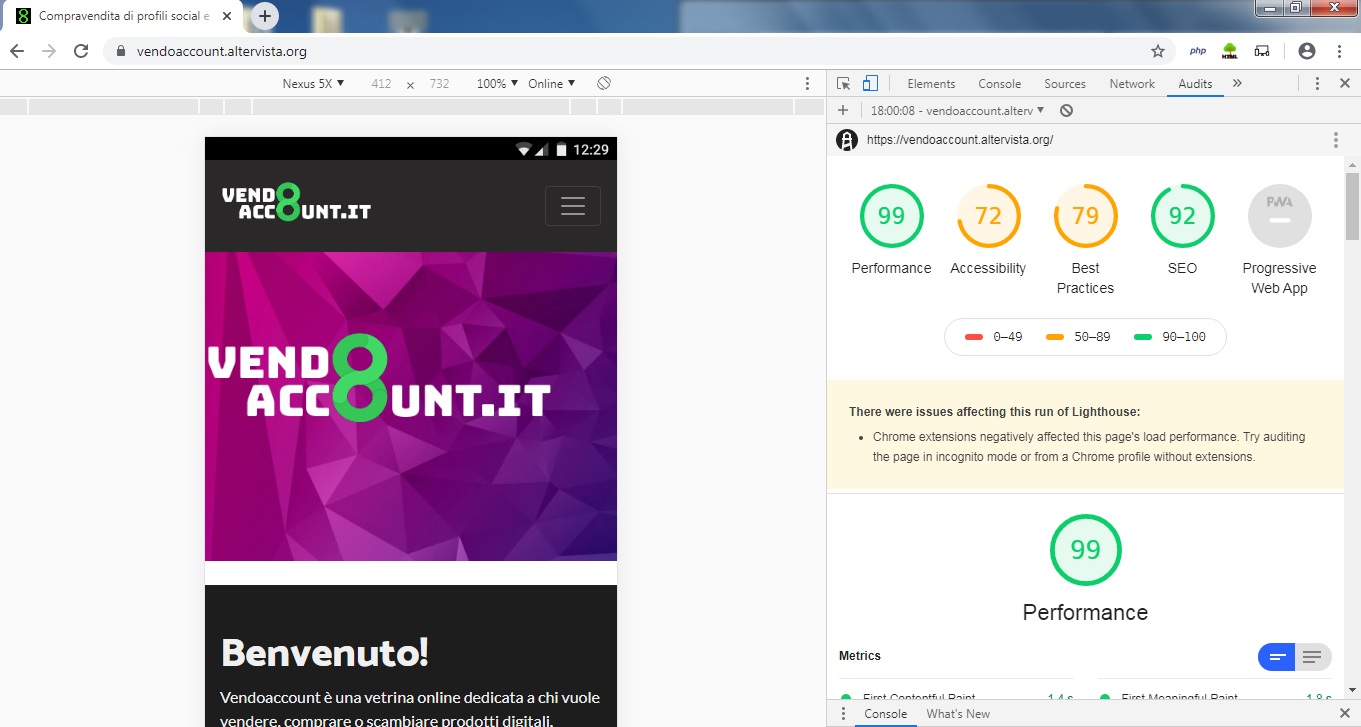 Compravendita di profili social e
vendoaccount.altervista.org
php
HTML
Nexus 5X ▼ 412 × 732 100% ▼ Online ▼
Elements Console Sources Network Audits »
18:00:08 - vendoaccount.alterv ▼
https://vendoaccount.altervista.org/
12:29
VEND8
ACC8UNT.IT
VEND8
ACC8UNT.IT
Benvenuto!
Vendoaccount è una vetrina online dedicata a chi vuole
vendere, comprare o scambiare prodotti digitali.
99 72 79 92 PWA
Performance Accessibility Best Practices SEO Progressive Web App
0–49 50–89 90–100
There were issues affecting this run of Lighthouse:
• Chrome extensions negatively affected this page's load performance. Try auditing
the page in incognito mode or from a Chrome profile without extensions.
99
Performance
Metrics
First Contentful Paint 1.4 s First Meaningful Paint 1.8 s
Console What's New